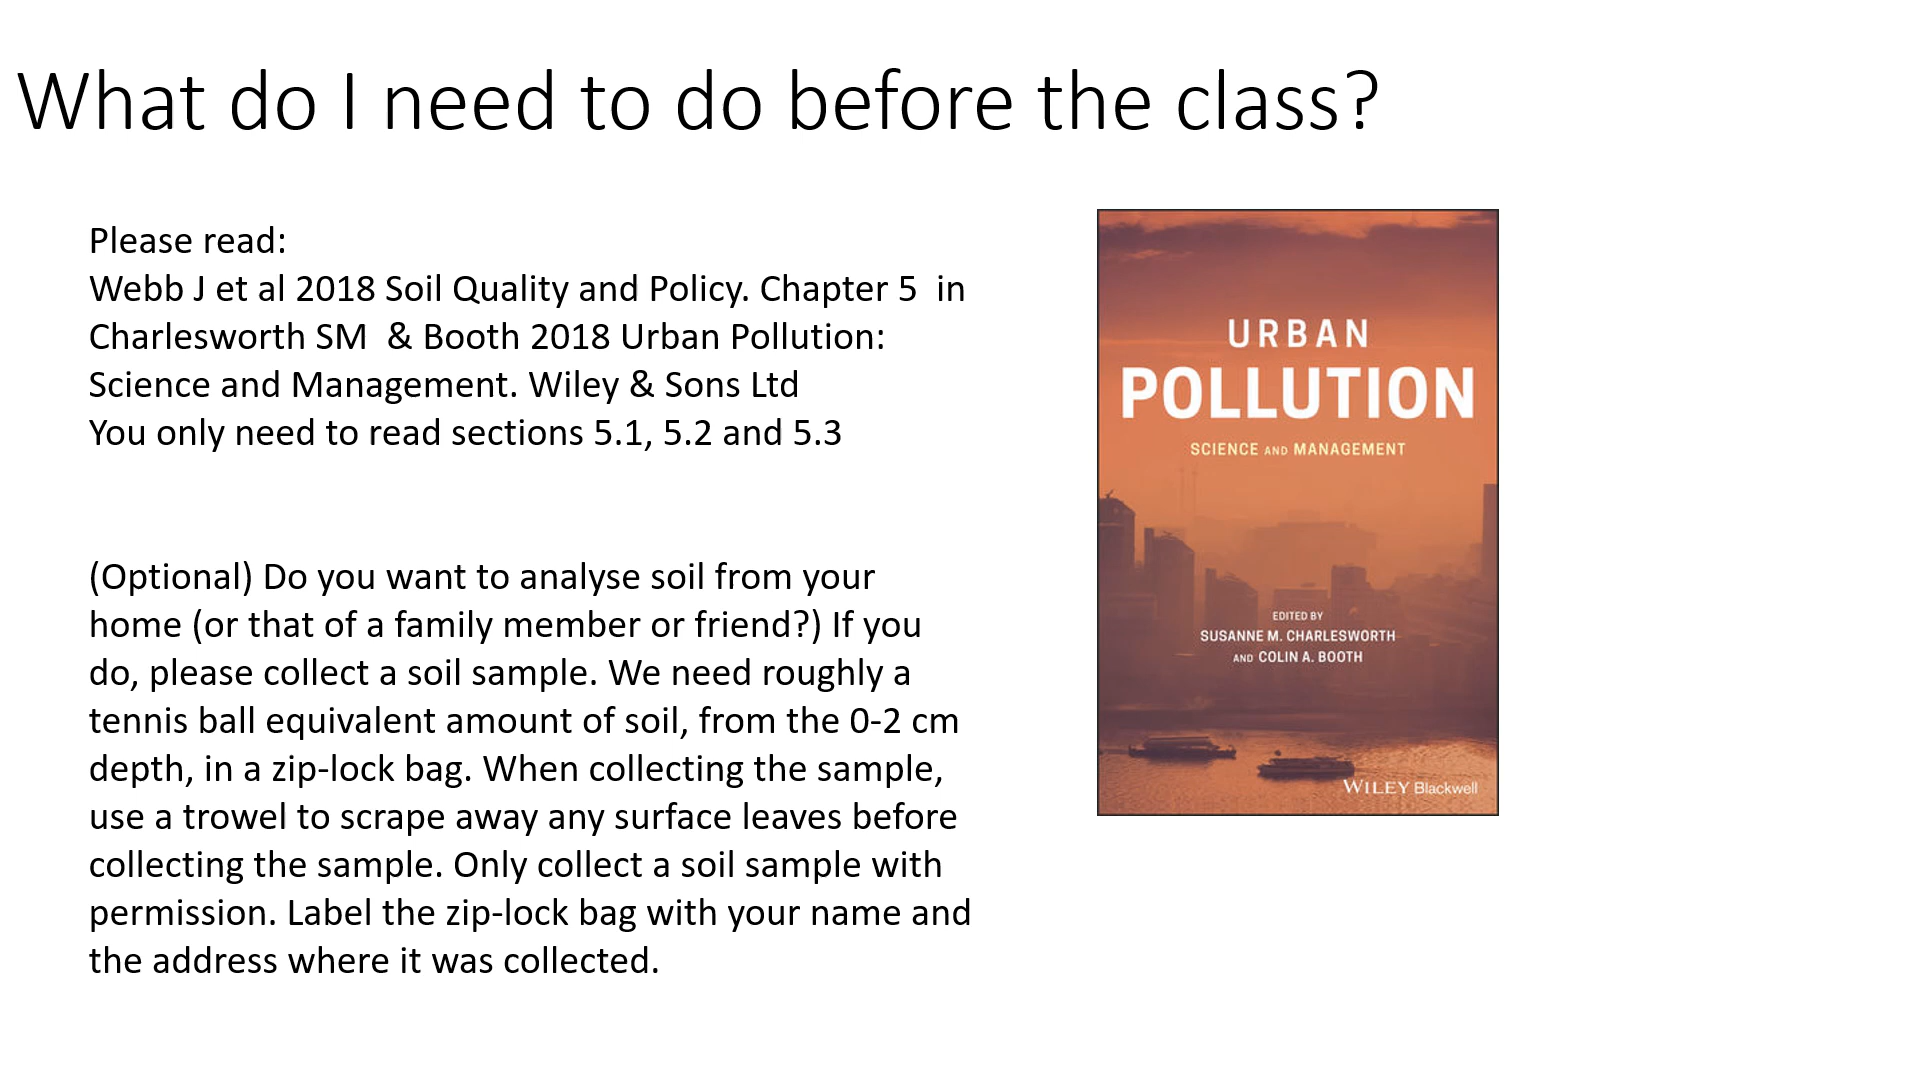 What do I need to do before the class?
Please read:
Webb J et al 2018 Soil Quality and Policy. Chapter 5  in
Charlesworth SM  & Booth 2018 Urban Pollution:
Science and Management. Wiley & Sons Ltd
You only need to read sections 5.1, 5.2 and 5.3
(Optional) Do you want to analyse soil from your
home (or that of a family member or friend?) If you
do, please collect a soil sample. We need roughly a
tennis ball equivalent amount of soil, from the 0-2 cm
depth, in a zip-lock bag. When collecting the sample,
use a trowel to scrape away any surface leaves before
collecting the sample. Only collect a soil sample with
permission. Label the zip-lock bag with your name and
the address where it was collected.
URBAN
POLLUTION
SCIENCE AND MANAGEMENT
EDITED BY
SUSANNE M. CHARLESWORTH
AND COLIN A. BOOTH
WILEY Blackwell